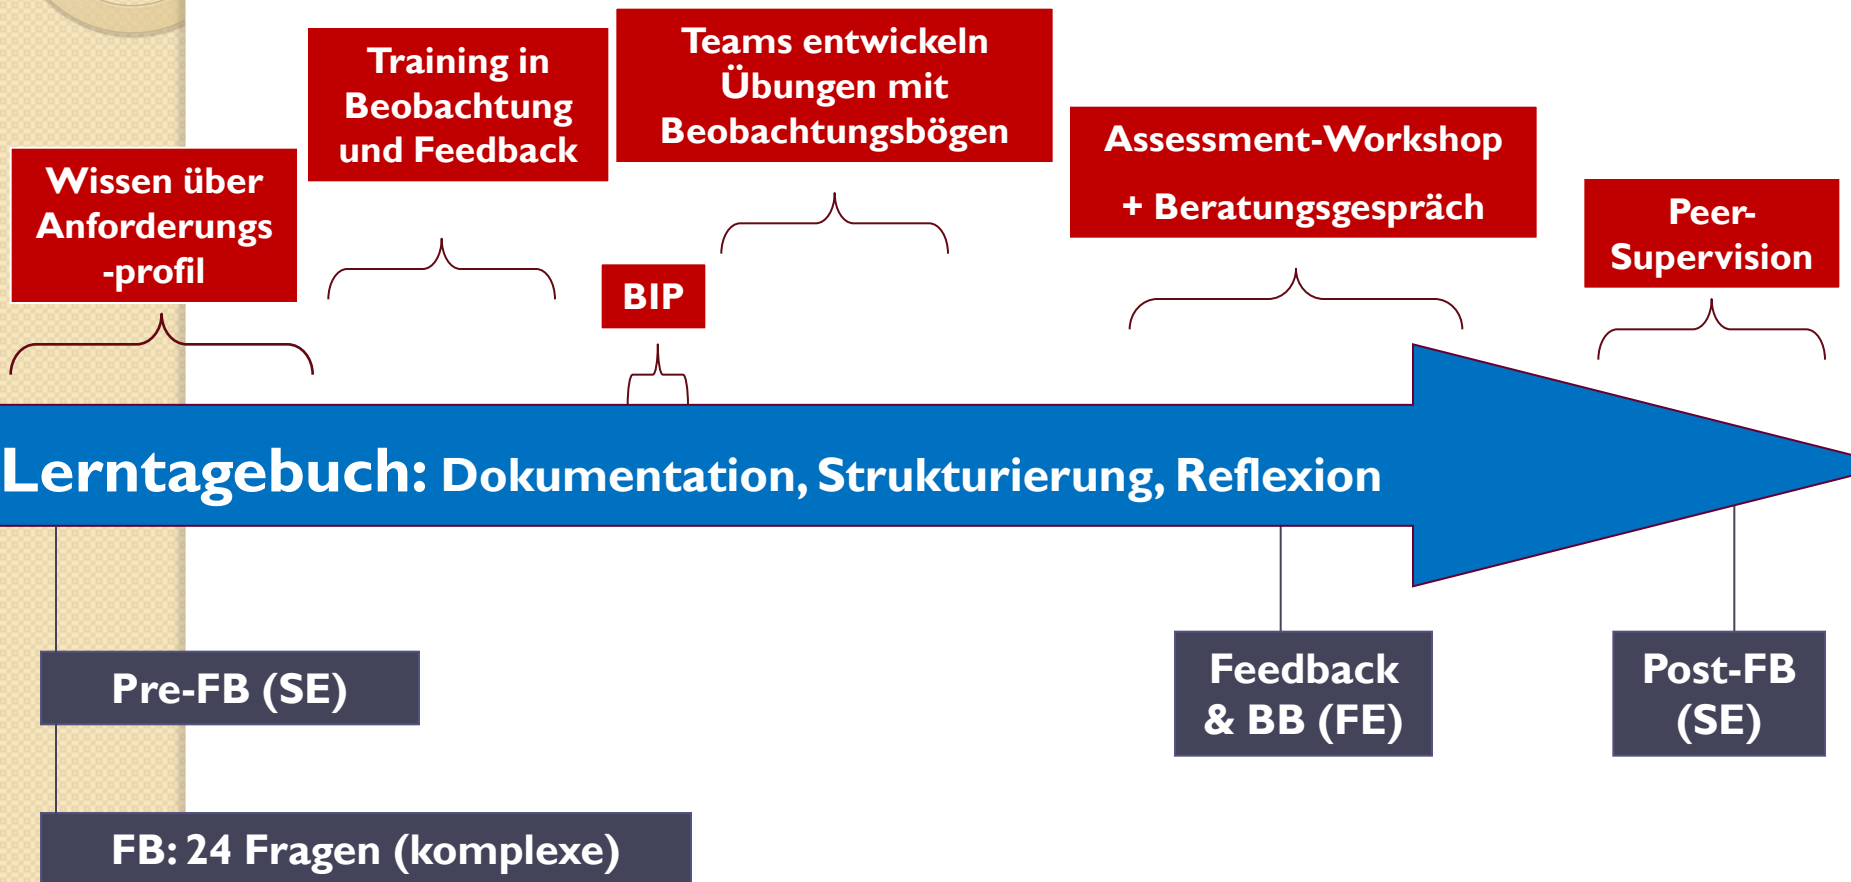 Wissen über
Anforderungs
-profil
Training in
Beobachtung
und Feedback
BIP
Teams entwickeln
Übungen mit
Beobachtungsbögen
Assessment-Workshop
+ Beratungsgespräch
Peer-
Supervision
Lerntagebuch: Dokumentation, Strukturierung, Reflexion
Pre-FB (SE)
FB: 24 Fragen (komplexe)
Feedback
& BB (FE)
Post-FB
(SE)